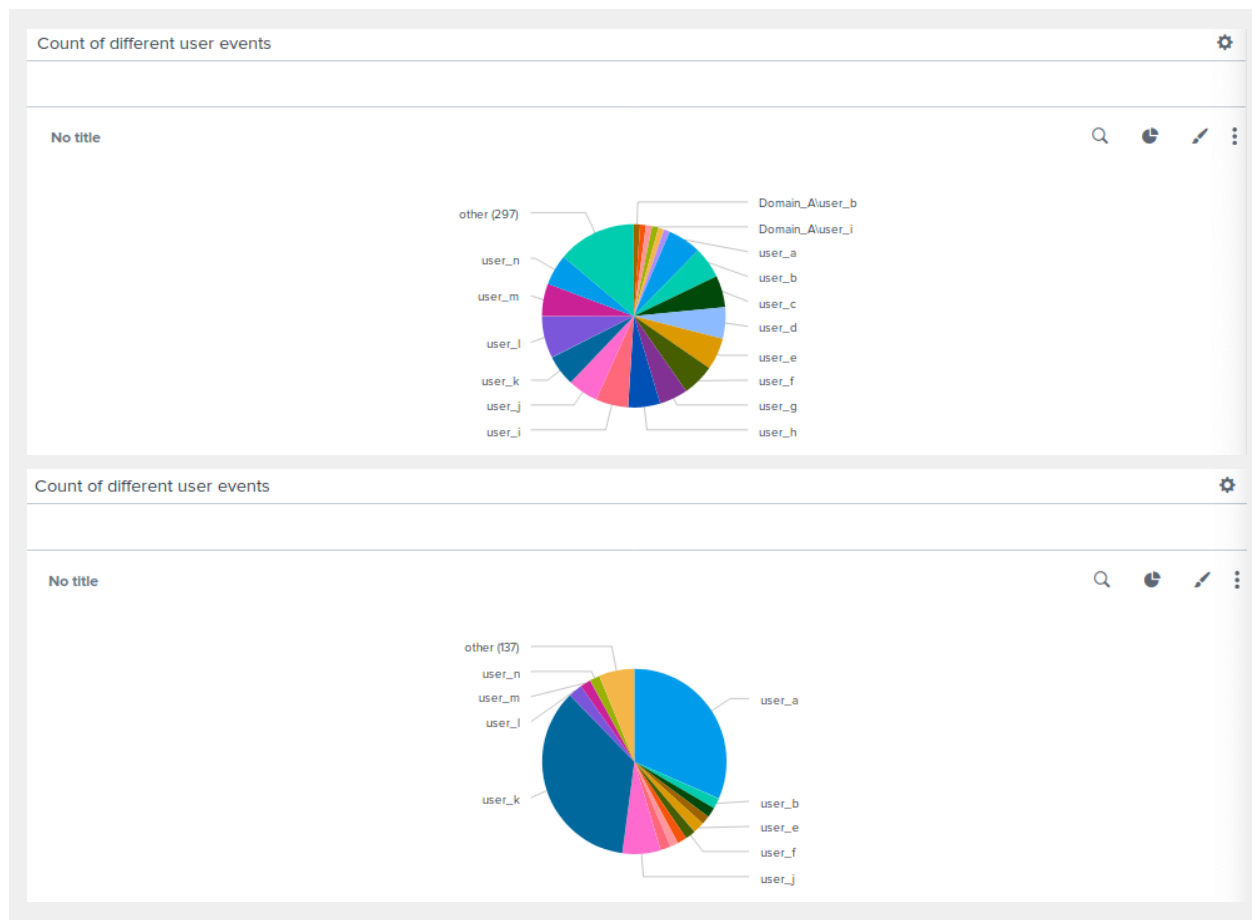 Count of different user events
No title
other (297)
user_n
user_m
user_l
user_k
user_j
user_i
Domain_A\user_b
Domain_A\user_i
user_a
user_b
user_c
user_d
user_e
user_f
user_g
user_h
Count of different user events
No title
other (137)
user_n
user_m
user_l
user_k
user_a
user_b
user_e
user_f
user_j